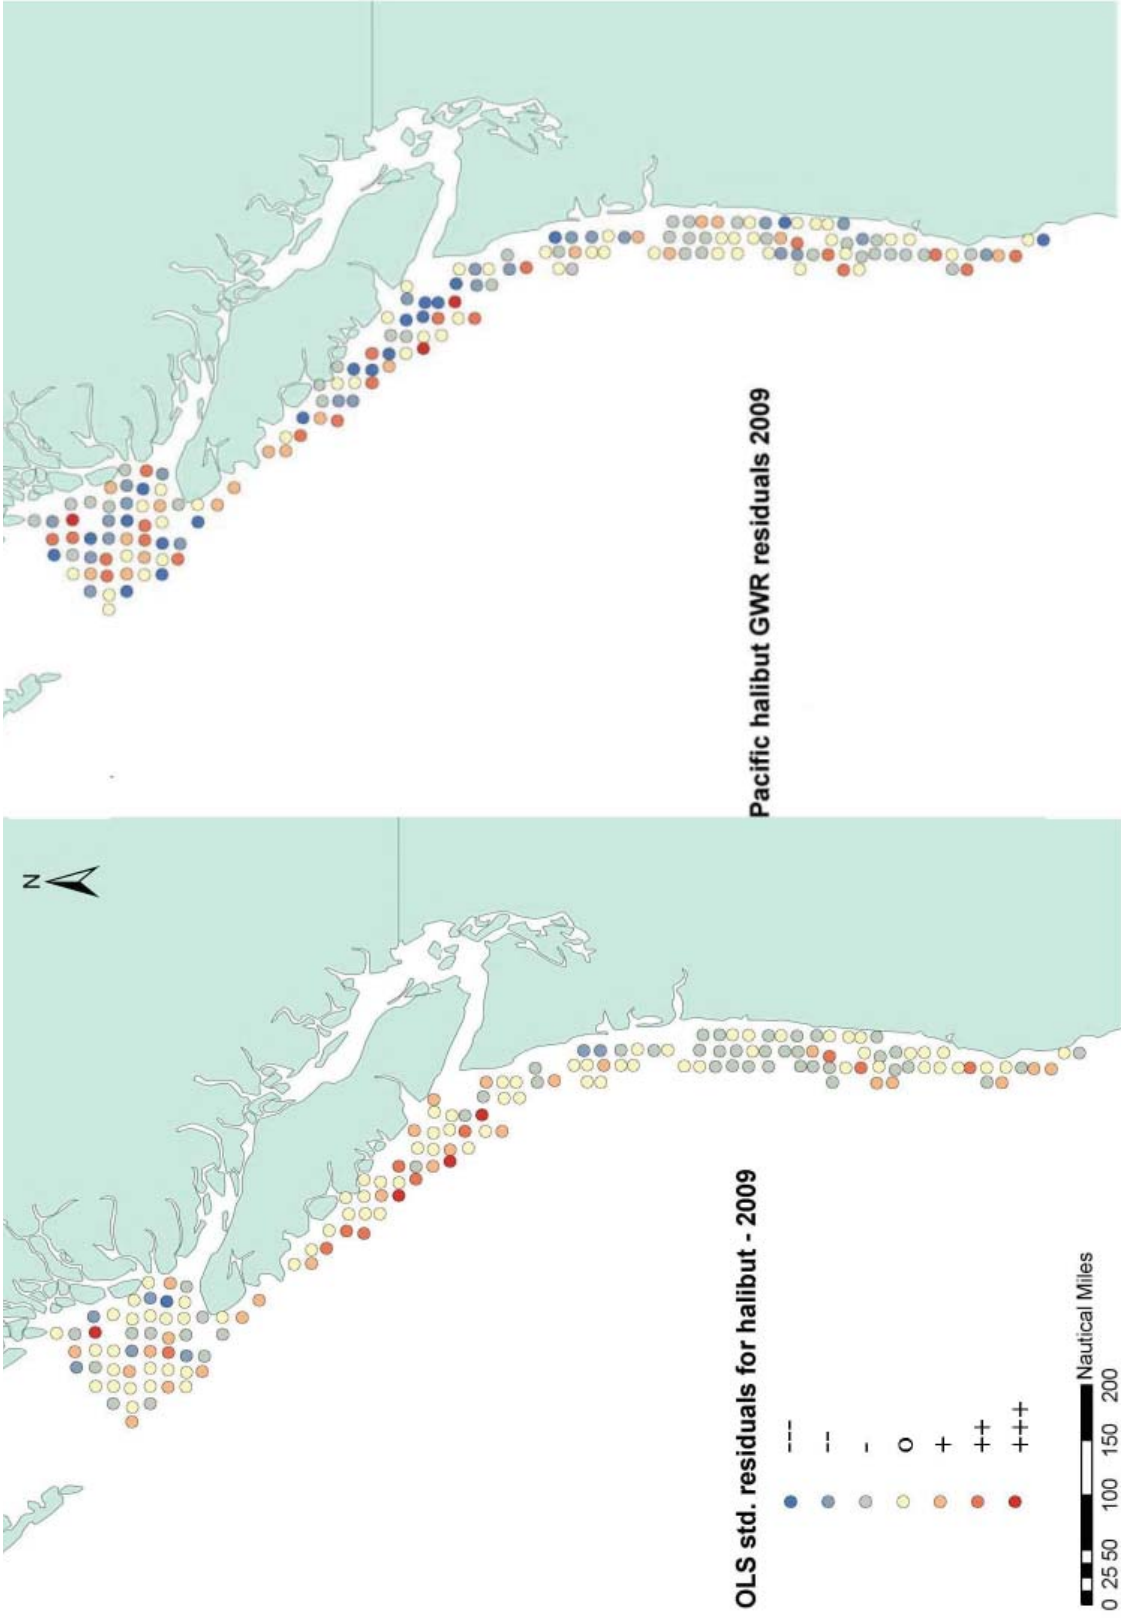 N
OLS std. residuals for halibut - 2009
---
--
-
o
+
++
+++
0 25 50 100 150 200 Nautical Miles
Pacific halibut GWR residuals 2009